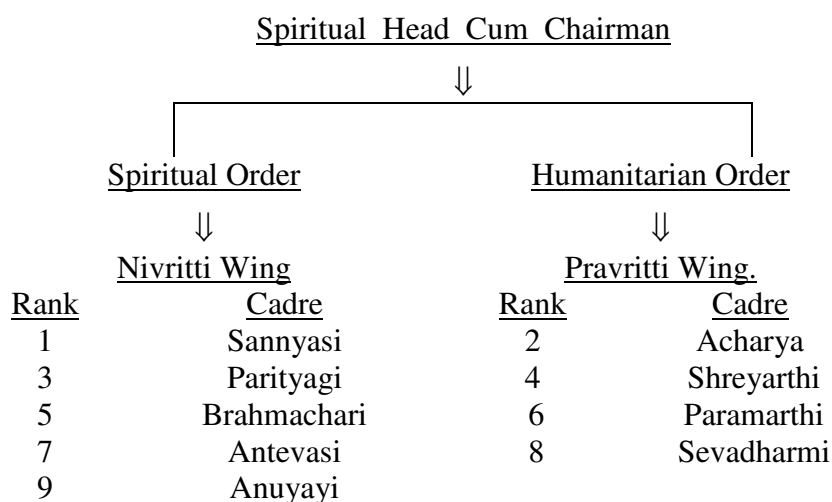 Spiritual Head Cum Chairman
⇓
Spiritual Order Humanitarian Order
⇓ ⇓
Nivritti Wing Pravritti Wing.
Rank Cadre Rank Cadre
1 Sannyasi 2 Acharya
3 Parityagi 4 Shreyarthi
5 Brahmachari 6 Paramarthi
7 Antevasi 8 Sevadharmi
9 Anuyayi